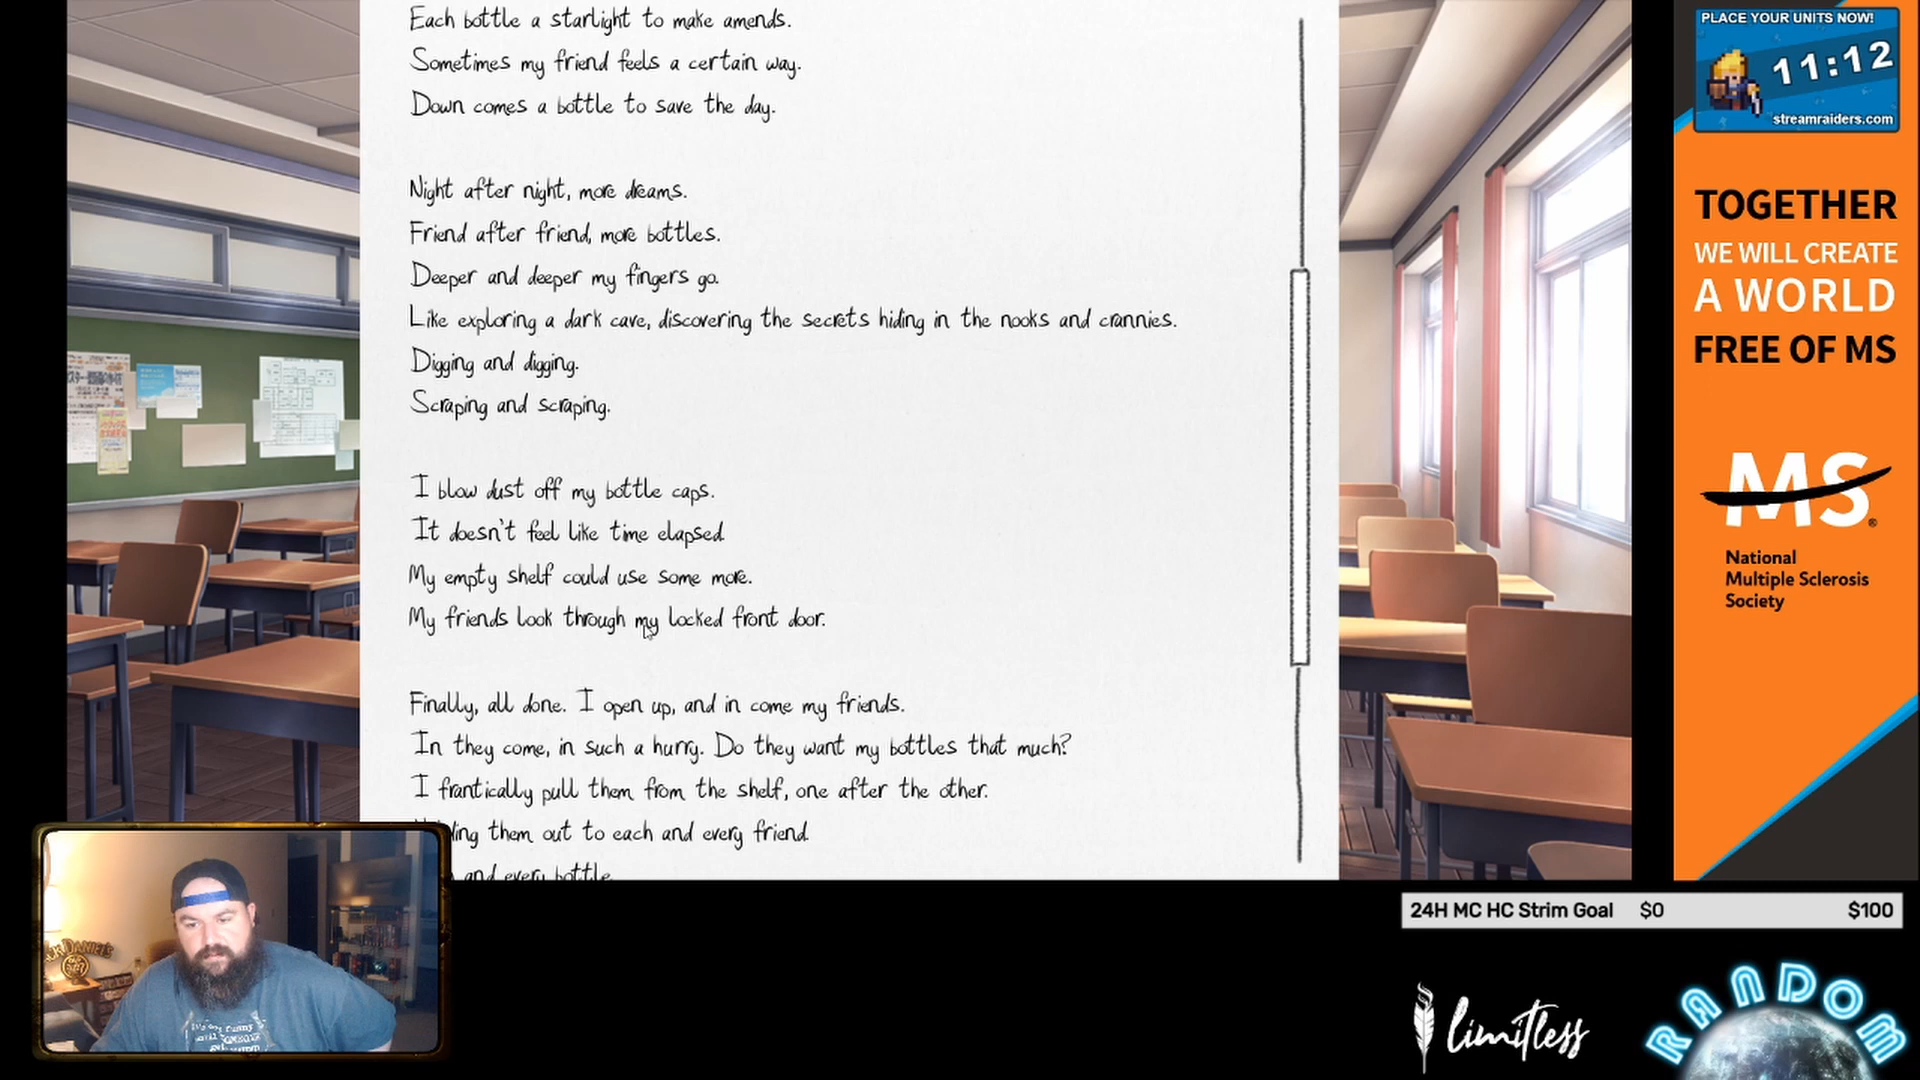 Each bottle a starlight to make amends.
Sometimes my friend feels a certain way.
Down comes a bottle to save the day.
Night after night, more dreams.
Friend after friend, more bottles.
Deeper and deeper my fingers go.
Like exploring a dark cave, discovering the secrets hiding in the nooks and crannies.
Digging and digging.
Scraping and scraping.
I blow dust off my bottle caps.
It doesn't feel like time elapsed.
My empty shelf could use some more.
My friends look through my locked front door.
Finally, all done. I open up, and in come my friends.
In they come, in such a hurry. Do they want my bottles that much?
I frantically pull them from the shelf, one after the other.
them out to each and every friend.
and every bottle.
PLACE YOUR UNITS NOW!
11:12
streamraiders.com
TOGETHER
WE WILL CREATE
A WORLD
FREE OF MS
MS
National
Multiple Sclerosis
Society
24H MC HC Strim Goal $0 $100
limitless
RANDOM